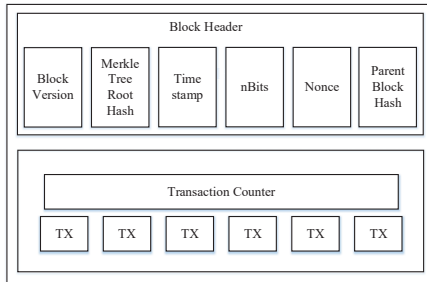 Block Header
Block
Version
Merkle
Tree
Root
Hash
Time
stamp
nBits
Nonce
Parent
Block
Hash
Transaction Counter
TX
TX
TX
TX
TX
TX